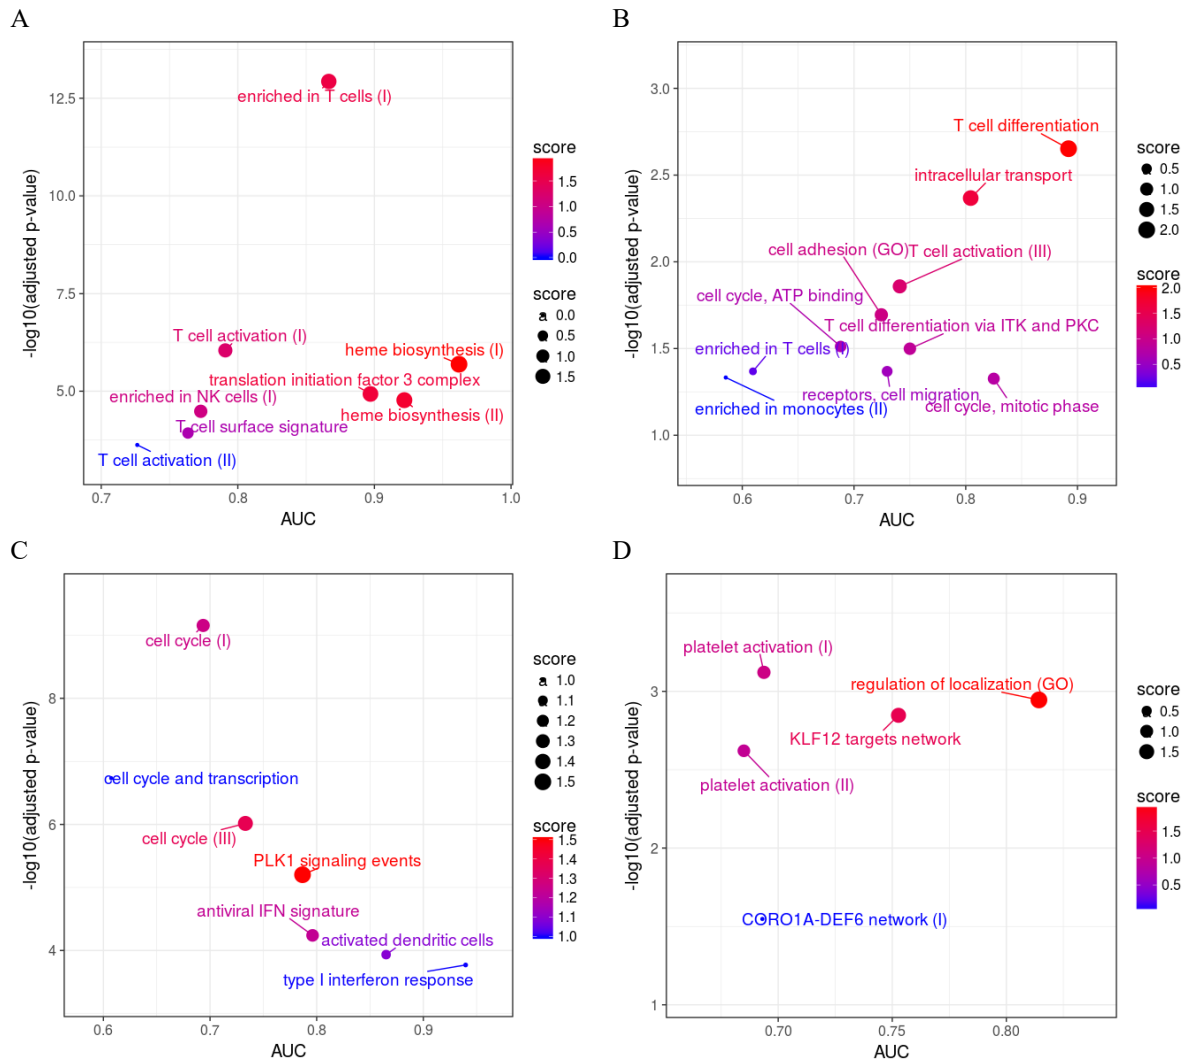 A
12.5
10.0
7.5
5.0
-log10(adjusted p-value)
enriched in T cells (I)
T cell activation (I)
heme biosynthesis (I)
translation initiation factor 3 complex
enriched in NK cells (I)
heme biosynthesis (II)
T cell surface signature
T cell activation (II)
0.7
0.8
0.9
1.0
AUC
score
1.5
1.0
0.5
0.0
score
a 0.0
0.5
1.0
1.5
B
3.0
2.5
2.0
1.5
1.0
-log10(adjusted p-value)
T cell differentiation
intracellular transport
cell adhesion (GO)
T cell activation (III)
cell cycle, ATP binding
T cell differentiation via ITK and PKC
enriched in T cells (I)
receptors, cell migration
enriched in monocytes (II)
cell cycle, mitotic phase
0.6
0.7
0.8
0.9
AUC
score
0.5
1.0
1.5
2.0
score
2.0
1.5
1.0
0.5
C
8
6
4
-log10(adjusted p-value)
cell cycle (I)
cell cycle and transcription
cell cycle (III)
PLK1 signaling events
antiviral IFN signature
activated dendritic cells
type I interferon response
0.6
0.7
0.8
0.9
AUC
score
a 1.0
1.1
1.2
1.3
1.4
1.5
score
1.5
1.4
1.3
1.2
1.1
1.0
D
3
2
1
-log10(adjusted p-value)
platelet activation (I)
regulation of localization (GO)
KLF12 targets network
platelet activation (II)
CORO1A-DEF6 network (I)
0.70
0.75
0.80
AUC
score
0.5
1.0
1.5
score
1.5
1.0
0.5